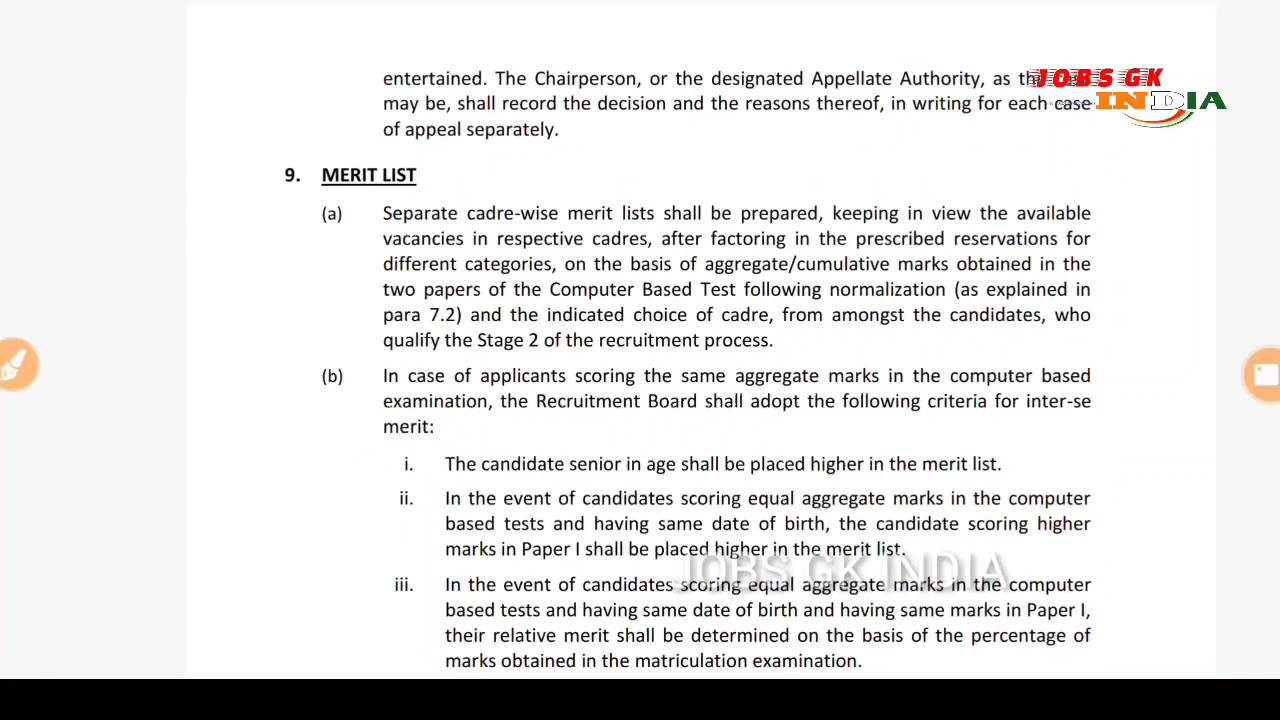 entertained. The Chairperson, or the designated Appellate Authority, as the
may be, shall record the decision and the reasons thereof, in writing for each case
of appeal separately.
JOBS GK
INDIA
9. MERIT LIST
(a) Separate cadre-wise merit lists shall be prepared, keeping in view the available
vacancies in respective cadres, after factoring in the prescribed reservations for
different categories, on the basis of aggregate/cumulative marks obtained in the
two papers of the Computer Based Test following normalization (as explained in
para 7.2) and the indicated choice of cadre, from amongst the candidates, who
qualify the Stage 2 of the recruitment process.
(b) In case of applicants scoring the same aggregate marks in the computer based
examination, the Recruitment Board shall adopt the following criteria for inter-se
merit:
i. The candidate senior in age shall be placed higher in the merit list.
ii. In the event of candidates scoring equal aggregate marks in the computer
based tests and having same date of birth, the candidate scoring higher
marks in Paper I shall be placed higher in the merit list.
JOBS GK INDIA
iii. In the event of candidates scoring equal aggregate marks in the computer
based tests and having same date of birth and having same marks in Paper I,
their relative merit shall be determined on the basis of the percentage of
marks obtained in the matriculation examination.